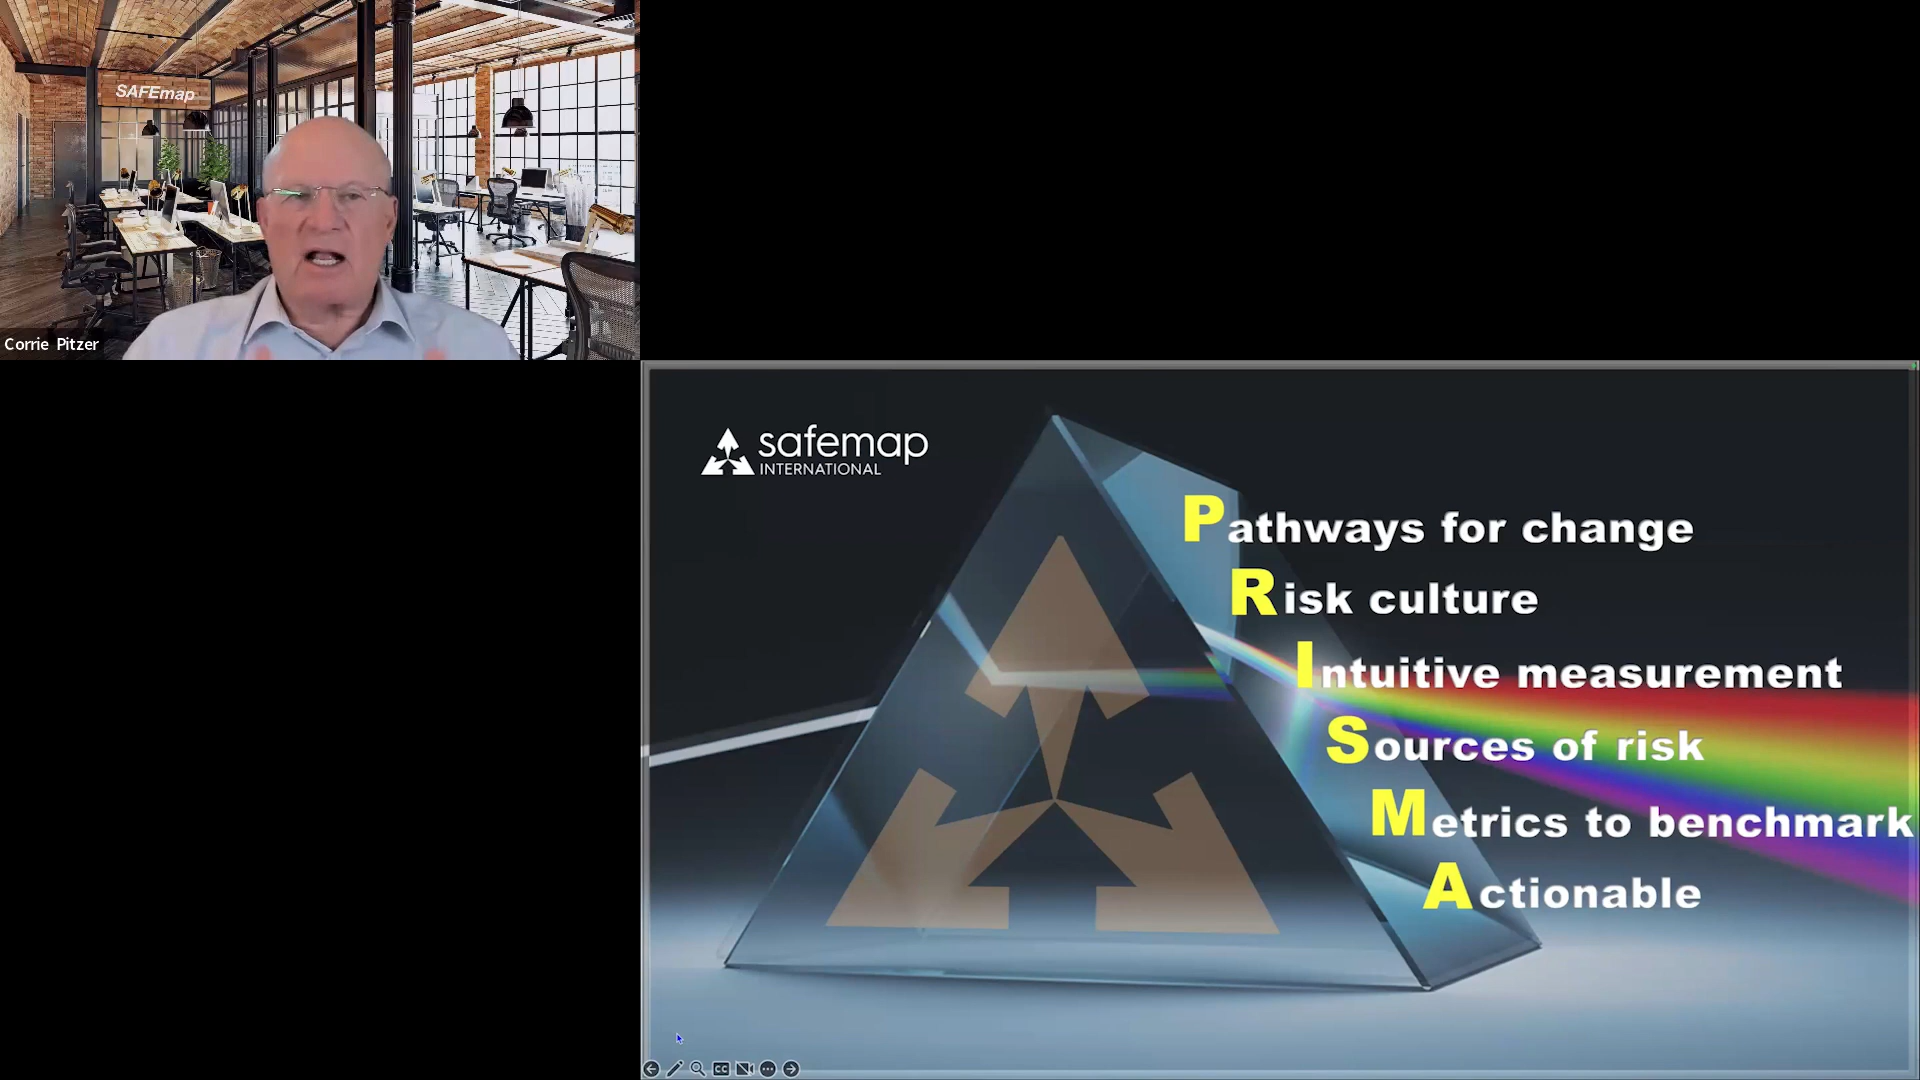 SAFEmap
Corrie Pitzer
safemap
INTERNATIONAL
Pathways for change
Risk culture
Intuitive measurement
Sources of risk
Metrics to benchmark
Actionable
CC